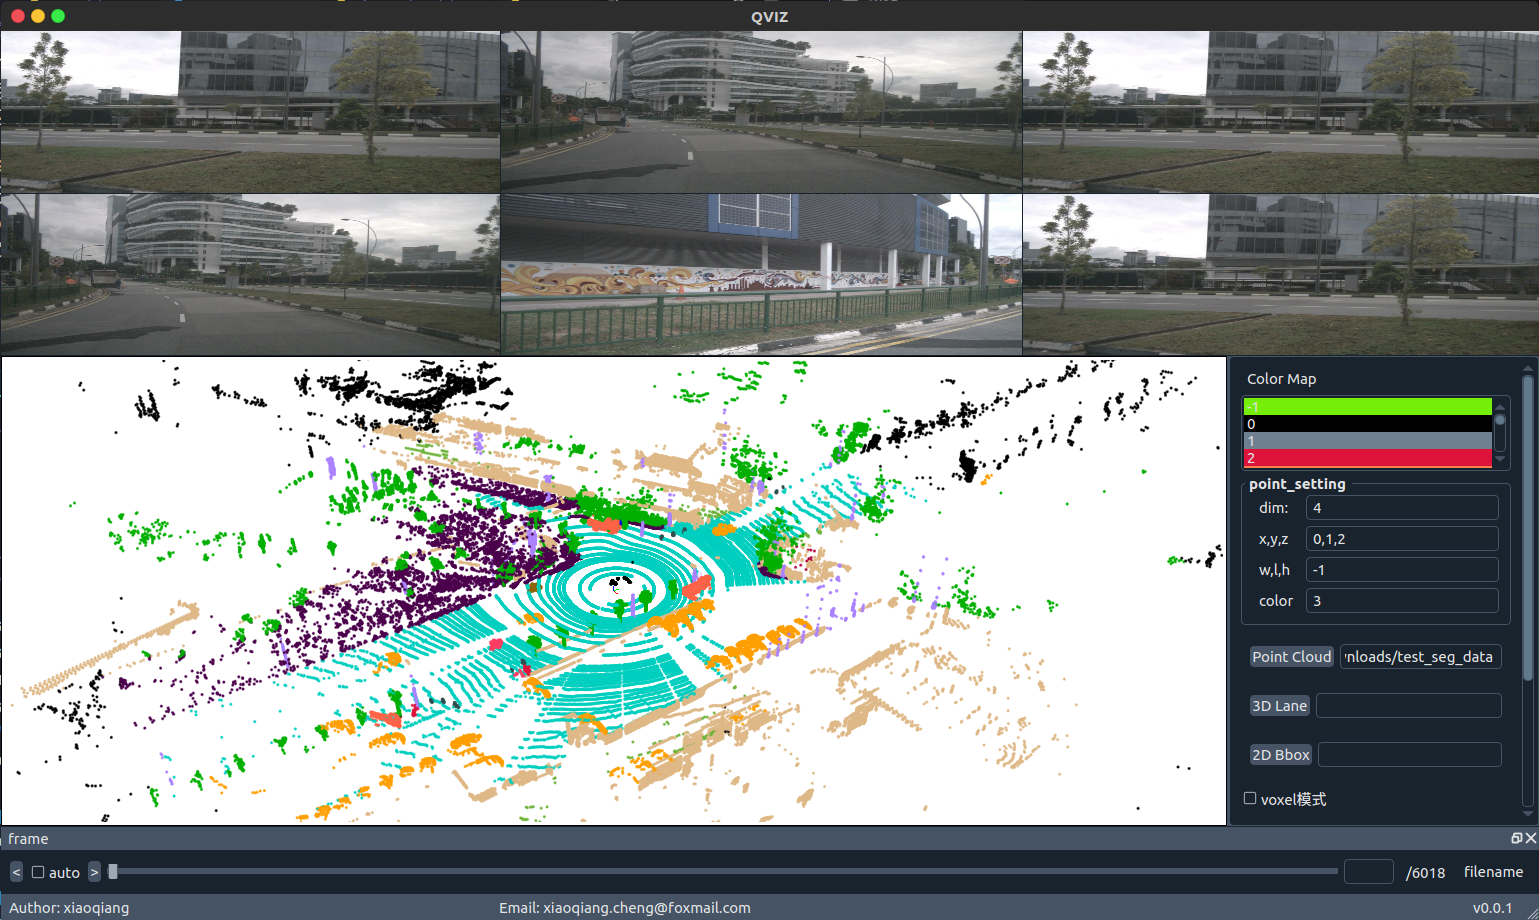 QVIZ
Color Map
-1
0
1
2
point_setting
dim: 4
x,y,z 0,1,2
w,l,h -1
color 3
Point Cloud nloads/test_seg_data
3D Lane
2D Bbox
voxel模式
frame
< auto > /6018 filename
Author: xiaoqiang Email: xiaoqiang.cheng@foxmail.com v0.0.1